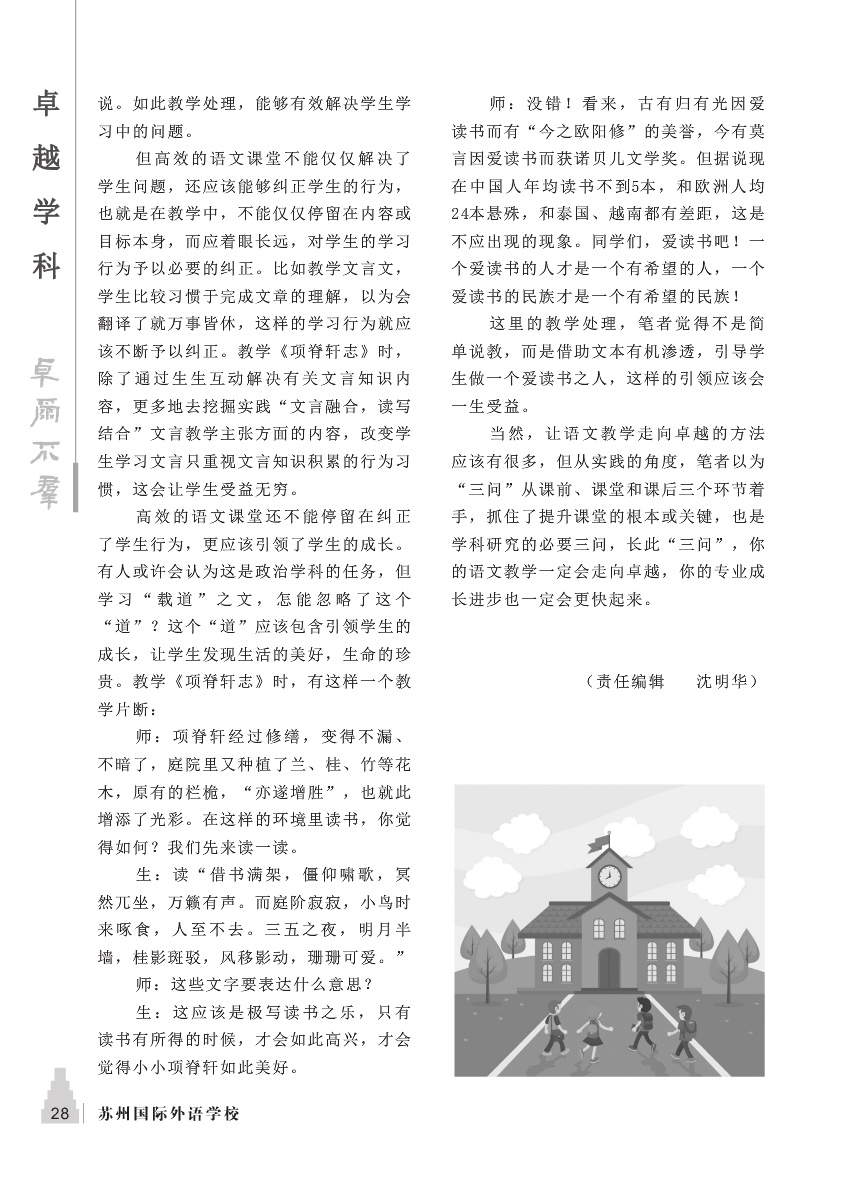 卓越学科
卓尔不群
说。如此教学处理，能够有效解决学生学
习中的问题。
但高效的语文课堂不能仅仅解决了
学生问题，还应该能够纠正学生的行为，
也就是在教学中，不能仅仅停留在内容或
目标本身，而应着眼长远，对学生的学习
行为予以必要的纠正。比如教学文言文，
学生比较习惯于完成文章的理解，以为会
翻译了就万事皆休，这样的学习行为就应
该不断予以纠正。教学《项脊轩志》时，
除了通过生生互动解决有关文言知识内
容，更多地去挖掘实践“文言融合，读写
结合”文言教学主张方面的内容，改变学
生学习文言只重视文言知识积累的行为习
惯，这会让学生受益无穷。
高效的语文课堂还不能停留在纠正
了学生行为，更应该引领了学生的成长。
有人或许会认为这是政治学科的任务，但
学习“载道”之文，怎能忽略了这个
“道”？这个“道”应该包含引领学生的
成长，让学生发现生活的美好，生命的珍
贵。教学《项脊轩志》时，有这样一个教
学片断：
师：项脊轩经过修缮，变得不漏、
不暗了，庭院里又种植了兰、桂、竹等花
木，原有的栏楯，“亦遂增胜”，也就此
增添了光彩。在这样的环境里读书，你觉
得如何？我们先来读一读。
生：读“借书满架，偃仰啸歌，冥
然兀坐，万籁有声。而庭阶寂寂，小鸟时
来啄食，人至不去。三五之夜，明月半
墙，桂影斑驳，风移影动，珊珊可爱。”
师：这些文字要表达什么意思？
生：这应该是极写读书之乐，只有
读书有所得的时候，才会如此高兴，才会
觉得小小项脊轩如此美好。
师：没错！看来，古有归有光因爱
读书而有“今之欧阳修”的美誉，今有莫
言因爱读书而获诺贝儿文学奖。但据说现
在中国人年均读书不到5本，和欧洲人均
24本悬殊，和泰国、越南都有差距，这是
不应出现的现象。同学们，爱读书吧！一
个爱读书的人才是一个有希望的人，一个
爱读书的民族才是一个有希望的民族！
这里的教学处理，笔者觉得不是简
单说教，而是借助文本有机渗透，引导学
生做一个爱读书之人，这样的引领应该会
一生受益。
当然，让语文教学走向卓越的方法
应该有很多，但从实践的角度，笔者以为
“三问”从课前、课堂和课后三个环节着
手，抓住了提升课堂的根本或关键，也是
学科研究的必要三问，长此“三问”，你
的语文教学一定会走向卓越，你的专业成
长进步也一定会更快起来。
（责任编辑　沈明华）
28 苏州国际外语学校